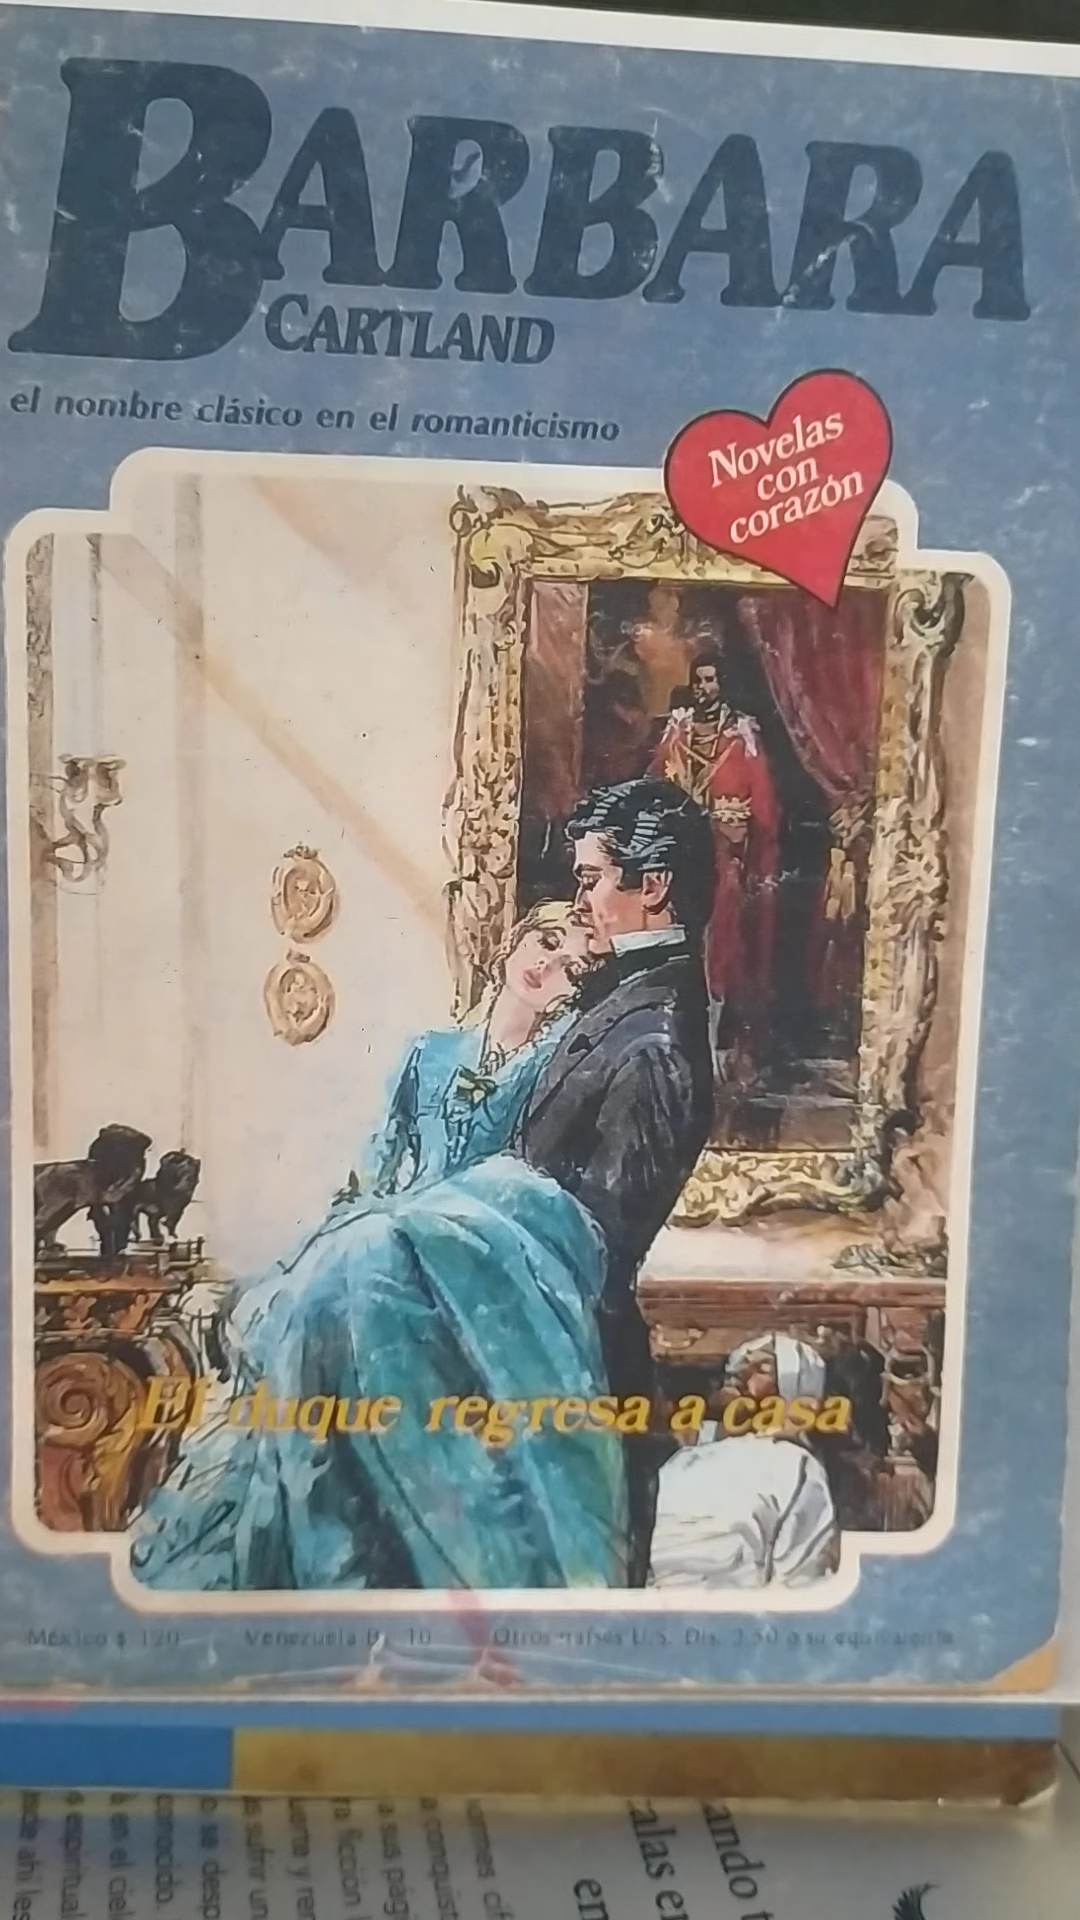 BARBARA
CARTLAND
el nombre clásico en el romanticismo
Novelas
con
corazón
El duque regresa a casa
México $ 120 Venezuela B. 10 Otros países U.S. Dls. 2.50 o su equivalente